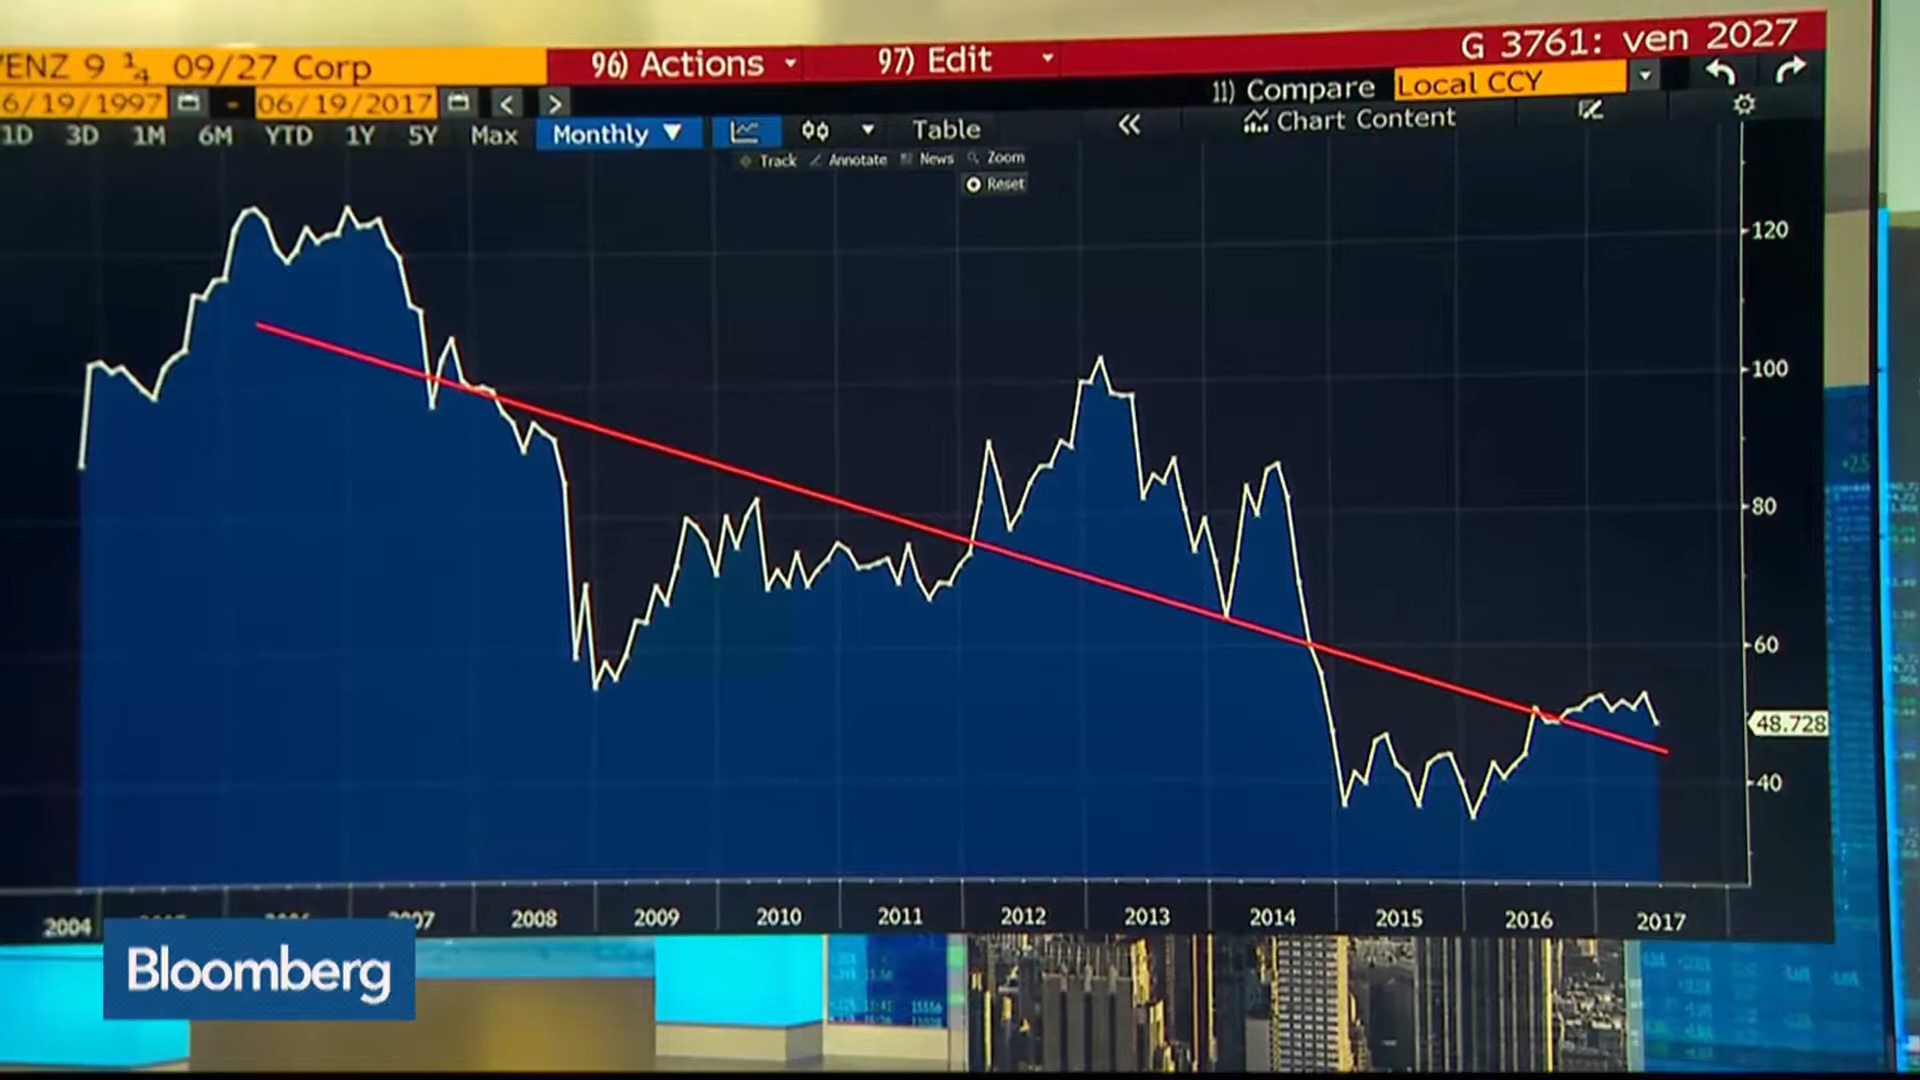 ENZ 9 ¼ 09/27 Corp 96) Actions 97) Edit G 3761: ven 2027
6/19/1997 - 06/19/2017 < > 11) Compare Local CCY
1D 3D 1M 6M YTD 1Y 5Y Max Monthly ▼ Table « Chart Content
Track Annotate News Zoom
Reset
120
100
80
60
48.728
40
2004 2007 2008 2009 2010 2011 2012 2013 2014 2015 2016 2017
Bloomberg